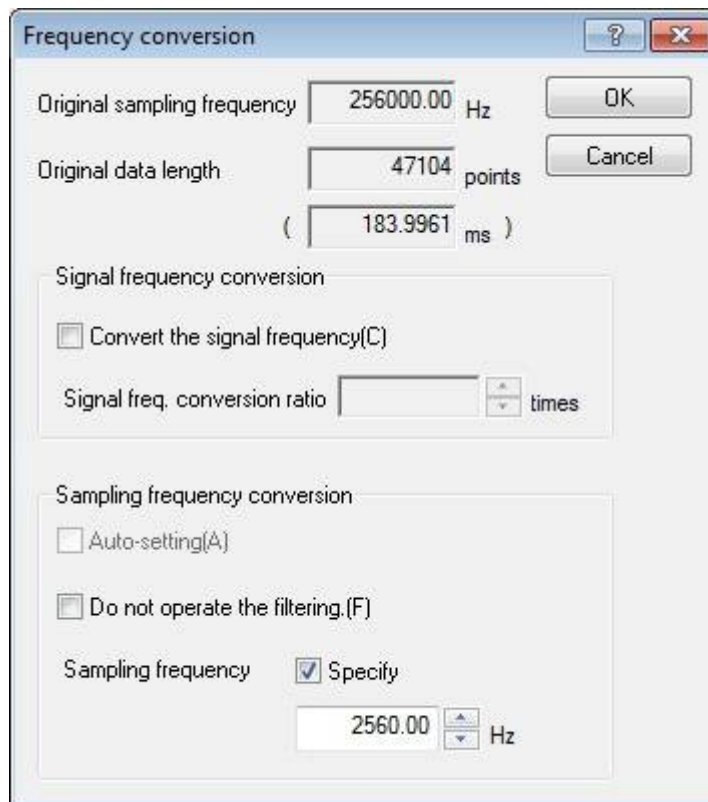 Frequency conversion
Original sampling frequency 256000.00 Hz OK
Original data length 47104 points Cancel
( 183.9961 ms )
Signal frequency conversion
Convert the signal frequency(C)
Signal freq. conversion ratio times
Sampling frequency conversion
Auto-setting(A)
Do not operate the filtering.(F)
Sampling frequency Specify
2560.00 Hz